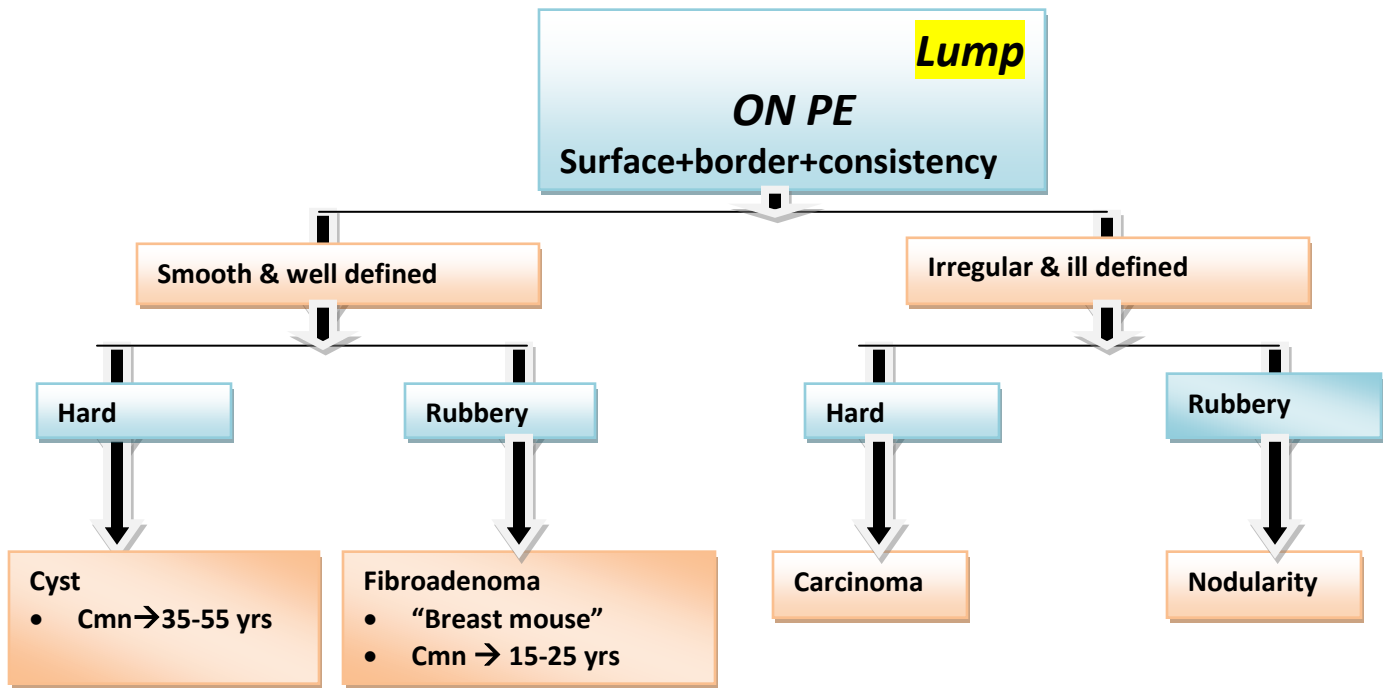 Lump
ON PE
Surface+border+consistency
Smooth & well defined
Irregular & ill defined
Hard
Rubbery
Hard
Rubbery
Cyst
• Cmn→35-55 yrs
Fibroadenoma
• “Breast mouse”
• Cmn → 15-25 yrs
Carcinoma
Nodularity